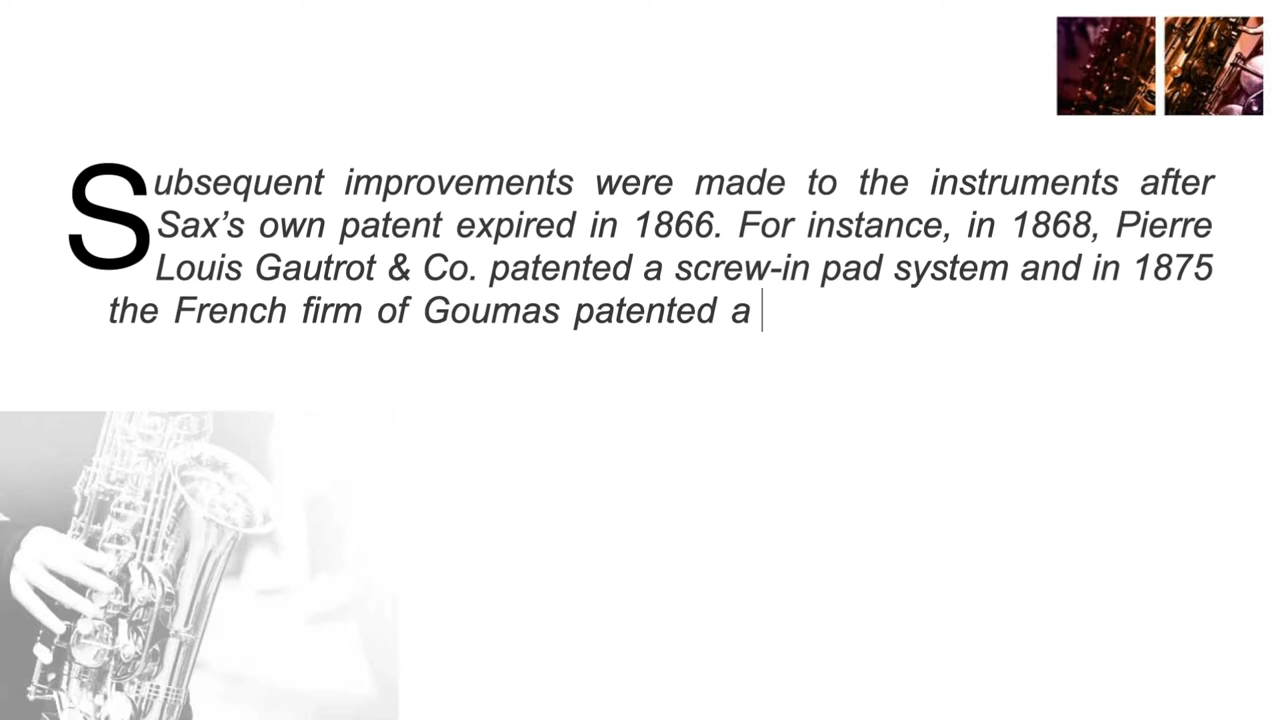 Subsequent improvements were made to the instruments after
Sax’s own patent expired in 1866. For instance, in 1868, Pierre
Louis Gautrot & Co. patented a screw-in pad system and in 1875
the French firm of Goumas patented a